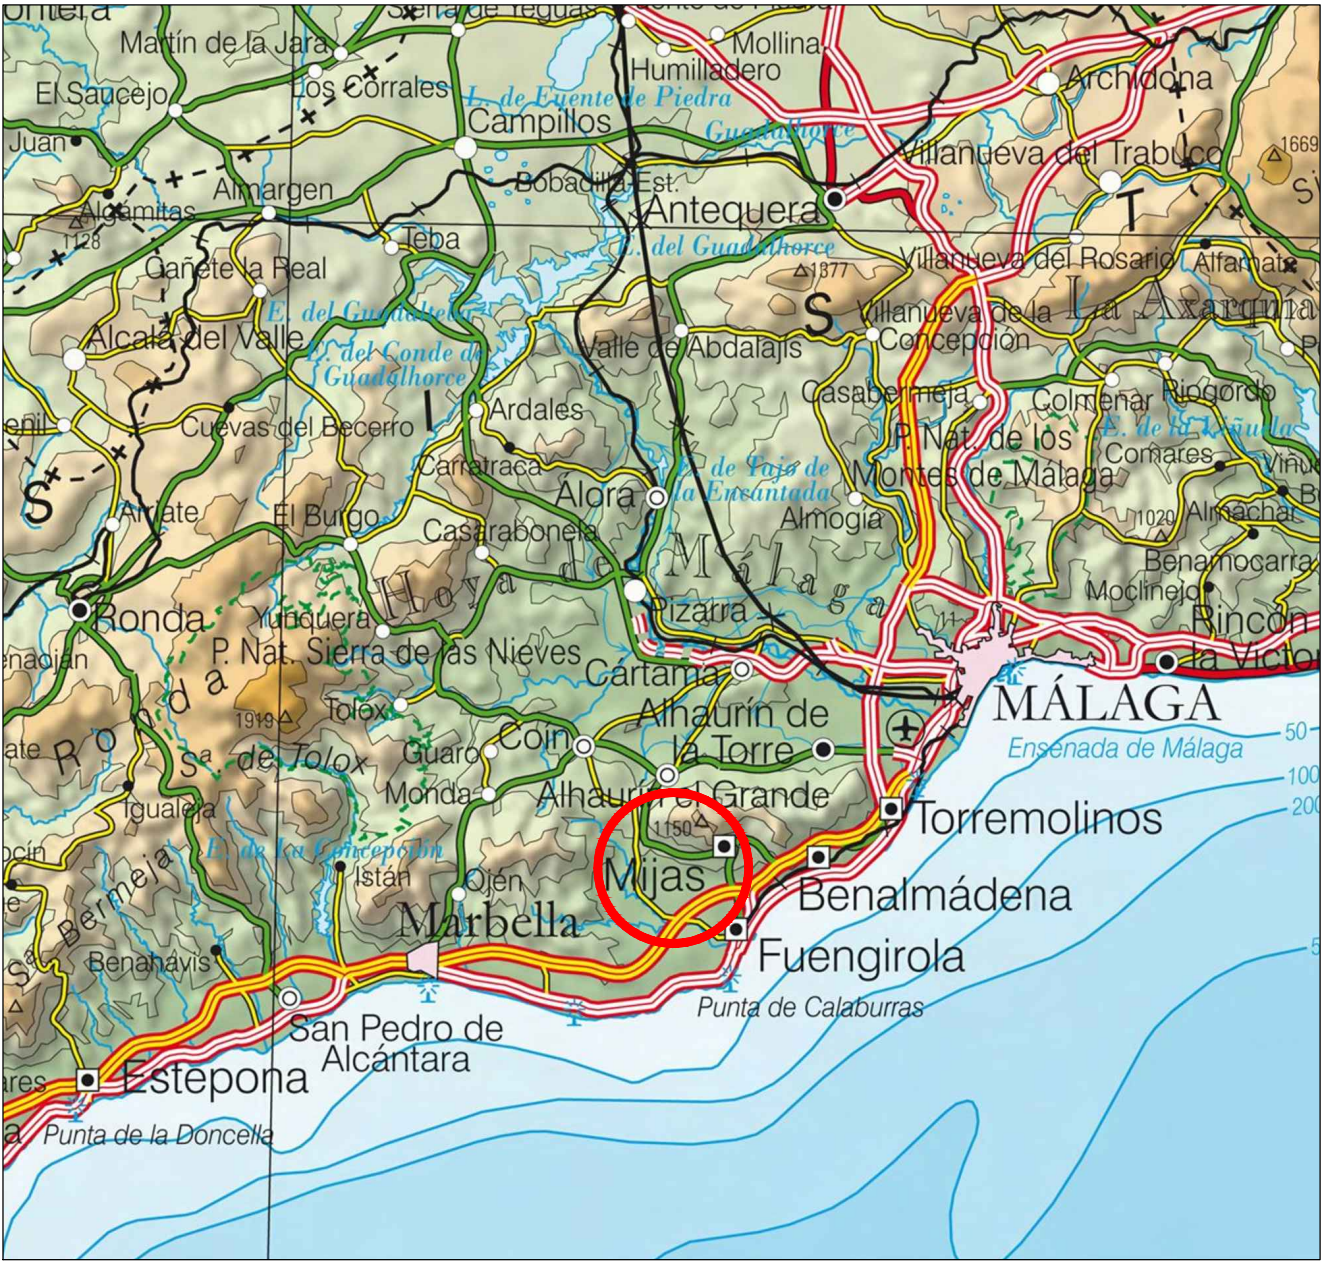 Martín de la Jara
Mollina
Humilladero
Archidona
Los Corrales
El Saucejo
L. de Fuente de Piedra
Campillos
Guadalhorce
Juan
1669
Villanueva del Trabuco
Almargen
Bobadilla-Est.
Antequera
T
Algamitas
1128
Teba
E. del Guadalhorce
Cañete la Real
1377
Villanueva del Rosario
Alfarnate
La Axarquía
E. del Guadalteba
S
Villanueva de la
Concepción
Alcalá del Valle
E. del Conde de
Guadalhorce
Valle de Abdalajís
Casabermeja
Colmenar
Riogordo
I
Ardales
Cuevas del Becerro
E. de la Viñuela
P. Nat. de los
Montes de Málaga
Comares
Carratraca
E. de Tajo de
la Encantada
S
Álora
Almogía
1020
Almáchar
Arriate
El Burgo
Casarabonela
Benamocarra
Hoya de Málaga
Moclinejo
Ronda
Yunquera
Pizarra
Rincón
la Victor
P. Nat. Sierra de las Nieves
Cártama
MÁLAGA
Ronda
1919
Tolox
Alhaurín de
la Torre
Ensenada de Málaga
50
Sª de Tolox
Guaro
Coín
100
Monda
Alhaurín el Grande
200
Igualeja
1150
Torremolinos
E. de La Concepción
Istán
Ojén
Mijas
Benalmádena
Bermeja
Sª
Marbella
Benahavís
Fuengirola
Punta de Calaburras
San Pedro de
Alcántara
Estepona
Punta de la Doncella